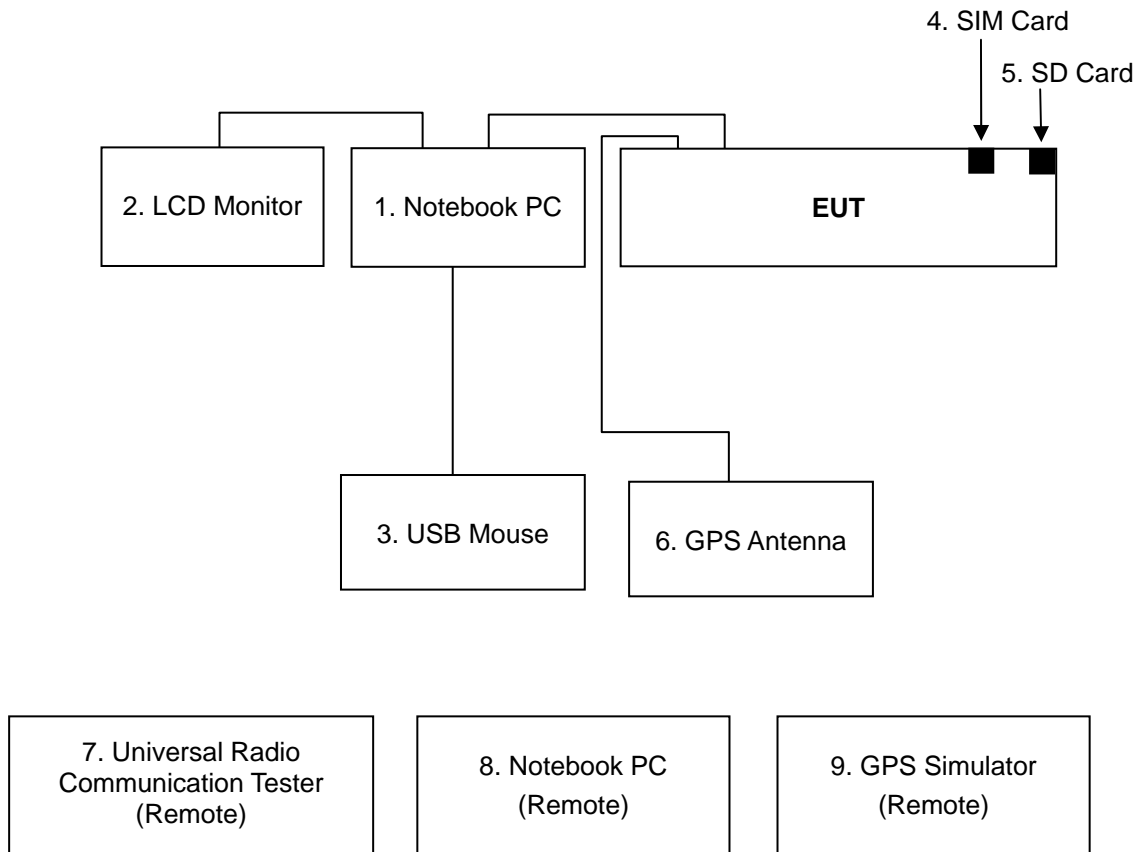 4. SIM Card
5. SD Card
2. LCD Monitor
1. Notebook PC
EUT
3. USB Mouse
6. GPS Antenna
7. Universal Radio
Communication Tester
(Remote)
8. Notebook PC
(Remote)
9. GPS Simulator
(Remote)